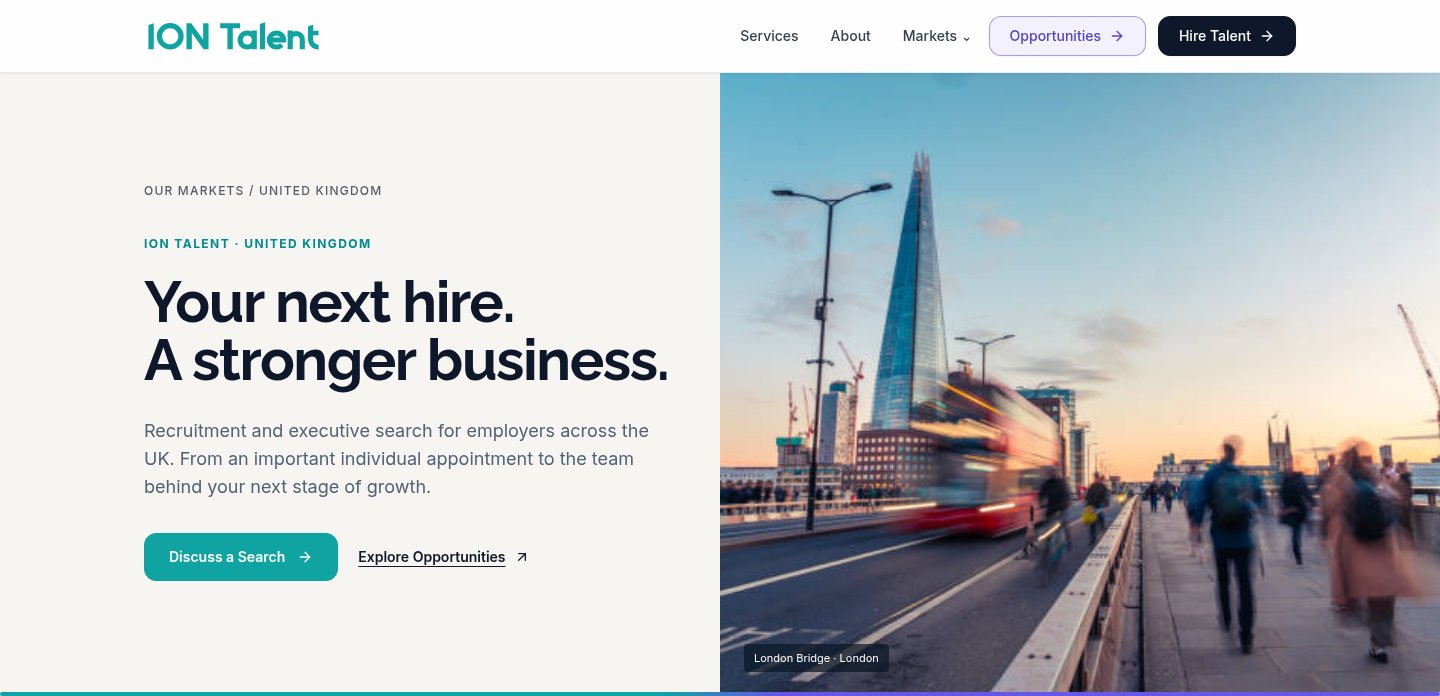 ION Talent
Services
About
Markets
Opportunities →
Hire Talent →
OUR MARKETS / UNITED KINGDOM
ION TALENT · UNITED KINGDOM
Your next hire.
A stronger business.
Recruitment and executive search for employers across the
UK. From an important individual appointment to the team
behind your next stage of growth.
Discuss a Search →
Explore Opportunities ↗
London Bridge · London